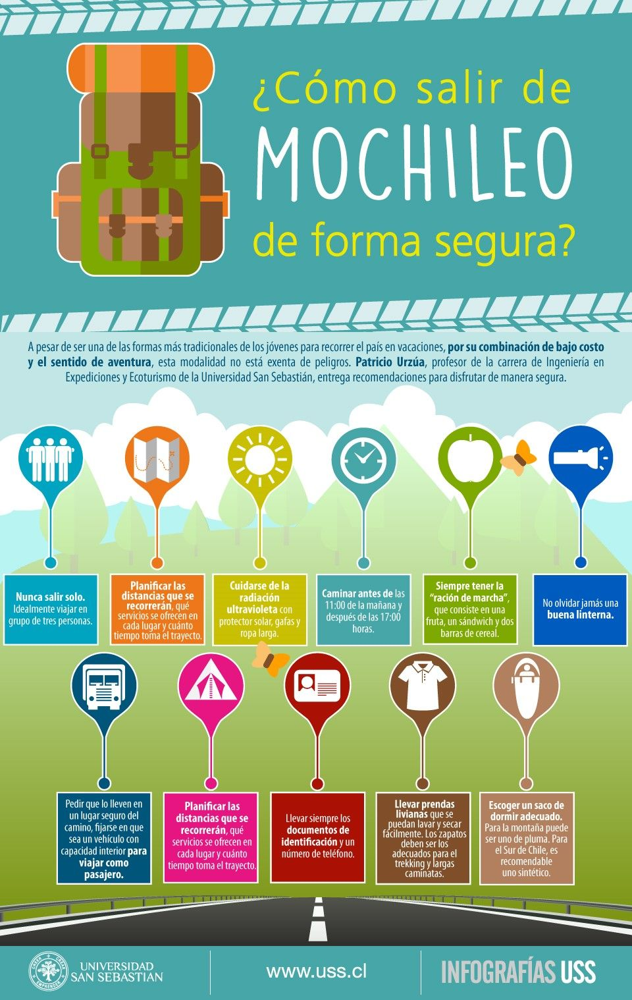 ¿Cómo salir de
MOCHILEO
de forma segura?
A pesar de ser una de las formas más tradicionales de los jóvenes para recorrer el país en vacaciones, por su combinación de bajo costo
y el sentido de aventura, esta modalidad no está exenta de peligros. Patricio Urzúa, profesor de la carrera de Ingeniería en
Expediciones y Ecoturismo de la Universidad San Sebastián, entrega recomendaciones para disfrutar de manera segura.
Nunca salir solo.
Idealmente viajar en
grupo de tres personas.
Planificar las
distancias que se
recorrerán, qué
servicios se ofrecen en
cada lugar y cuánto
tiempo toma el trayecto.
Cuidarse de la
radiación
ultravioleta con
protector solar, gafas y
ropa larga.
Caminar antes de las
11:00 de la mañana y
después de las 17:00
horas.
Siempre tener la
“ración de marcha”,
que consiste en una
fruta, un sándwich y dos
barras de cereal.
No olvidar jamás una
buena linterna.
Pedir que lo lleven en
un lugar seguro del
camino, fijarse en que
sea un vehículo con
capacidad interior para
viajar como
pasajero.
Planificar las
distancias que se
recorrerán, qué
servicios se ofrecen en
cada lugar y cuánto
tiempo toma el trayecto.
Llevar siempre los
documentos de
identificación y un
número de teléfono.
Llevar prendas
livianas que se
puedan lavar y secar
fácilmente. Los zapatos
deben ser los
adecuados para el
trekking y largas
caminatas.
Escoger un saco de
dormir adecuado.
Para la montaña puede
ser uno de pluma. Para
el Sur de Chile, es
recomendable
uno sintético.
CREER CREAR
EMPRENDER
UNIVERSIDAD
SAN SEBASTIAN
www.uss.cl
INFOGRAFÍAS USS